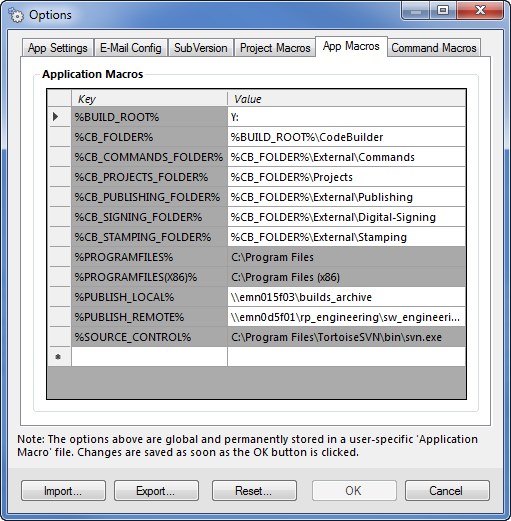 Options
App Settings E-Mail Config SubVersion Project Macros App Macros Command Macros
Application Macros
Key Value
%BUILD_ROOT% Y:
%CB_FOLDER% %BUILD_ROOT%\CodeBuilder
%CB_COMMANDS_FOLDER% %CB_FOLDER%\External\Commands
%CB_PROJECTS_FOLDER% %CB_FOLDER%\Projects
%CB_PUBLISHING_FOLDER% %CB_FOLDER%\External\Publishing
%CB_SIGNING_FOLDER% %CB_FOLDER%\External\Digital-Signing
%CB_STAMPING_FOLDER% %CB_FOLDER%\External\Stamping
%PROGRAMFILES% C:\Program Files
%PROGRAMFILES(X86)% C:\Program Files (x86)
%PUBLISH_LOCAL% \\emn015f03\builds_archive
%PUBLISH_REMOTE% \\emn0d5f01\rp_engineering\sw_engineeri...
%SOURCE_CONTROL% C:\Program Files\TortoiseSVN\bin\svn.exe
Note: The options above are global and permanently stored in a user-specific 'Application
Macro' file. Changes are saved as soon as the OK button is clicked.
Import... Export... Reset... OK Cancel